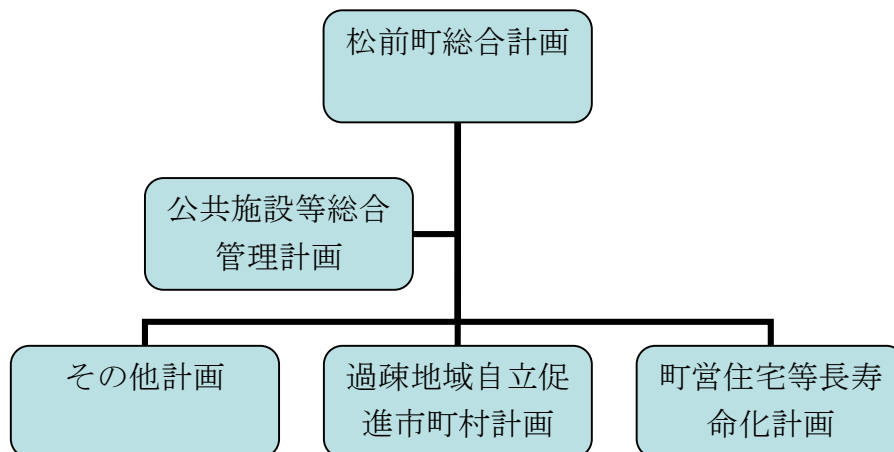 松前町総合計画
公共施設等総合
管理計画
その他計画
過疎地域自立促
進市町村計画
町営住宅等長寿
命化計画